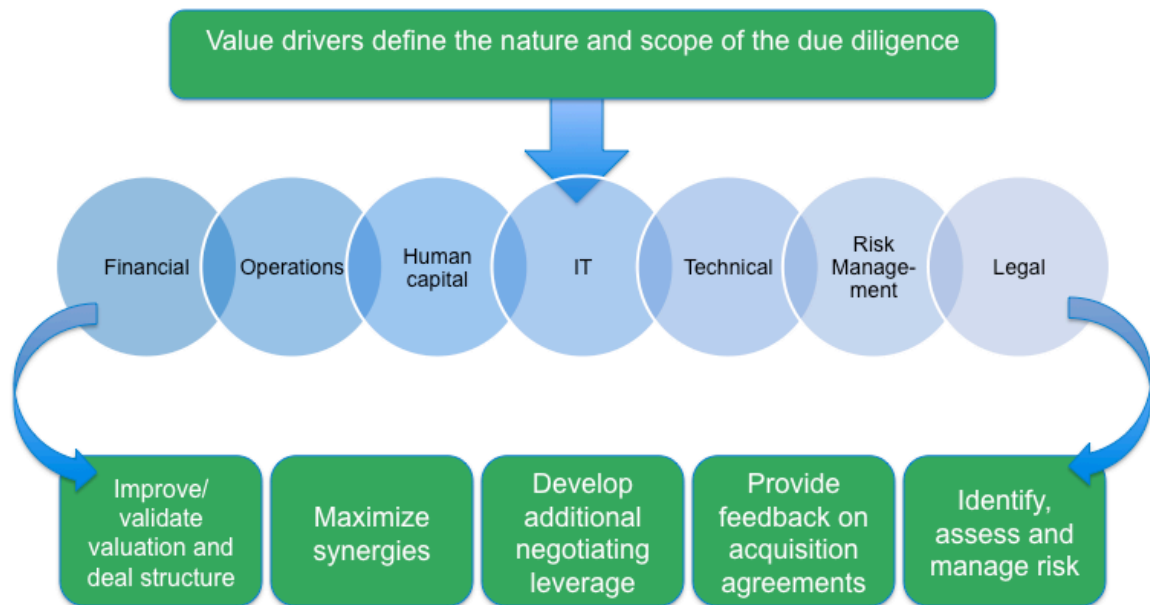 Value drivers define the nature and scope of the due diligence
Financial
Operations
Human
capital
IT
Technical
Risk
Manage-
ment
Legal
Improve/
validate
valuation and
deal structure
Maximize
synergies
Develop
additional
negotiating
leverage
Provide
feedback on
acquisition
agreements
Identify,
assess and
manage risk